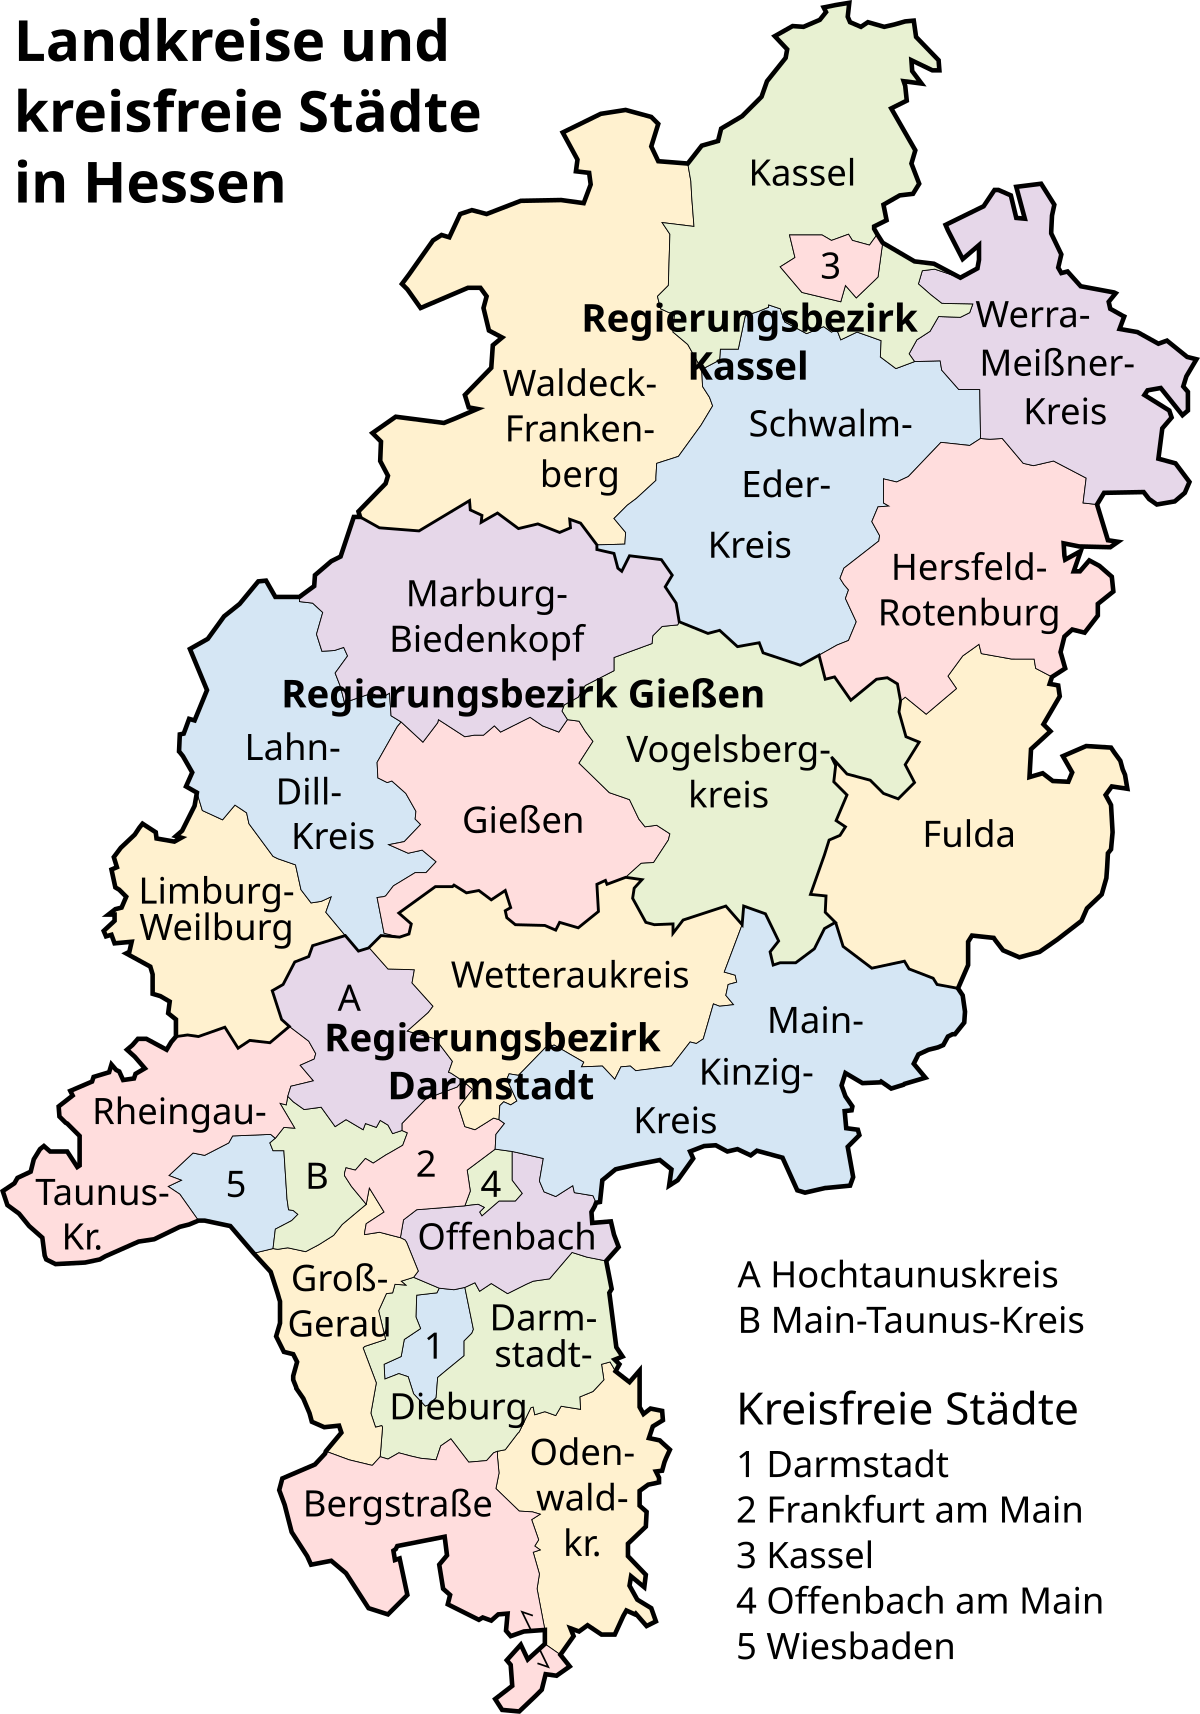 Landkreise und
kreisfreie Städte
in Hessen
Kassel
3
Regierungsbezirk
Kassel
Werra-
Meißner-
Kreis
Waldeck-
Franken-
berg
Schwalm-
Eder-
Kreis
Hersfeld-
Rotenburg
Marburg-
Biedenkopf
Regierungsbezirk Gießen
Lahn-
Dill-
Kreis
Vogelsberg-
kreis
Gießen
Fulda
Limburg-
Weilburg
Wetteraukreis
A
Regierungsbezirk
Darmstadt
Main-
Kinzig-
Kreis
Rheingau-
Taunus-
Kr.
5
B
2
4
Offenbach
Groß-
Gerau
1
Darm-
stadt-
Dieburg
Oden-
wald-
kr.
Bergstraße
A Hochtaunuskreis
B Main-Taunus-Kreis
Kreisfreie Städte
1 Darmstadt
2 Frankfurt am Main
3 Kassel
4 Offenbach am Main
5 Wiesbaden